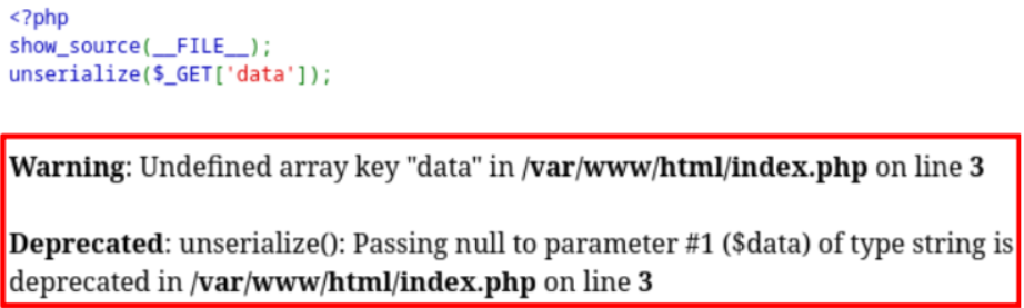 <?php
show_source(__FILE__);
unserialize($_GET['data']);
Warning: Undefined array key "data" in /var/www/html/index.php on line 3
Deprecated: unserialize(): Passing null to parameter #1 ($data) of type string is
deprecated in /var/www/html/index.php on line 3